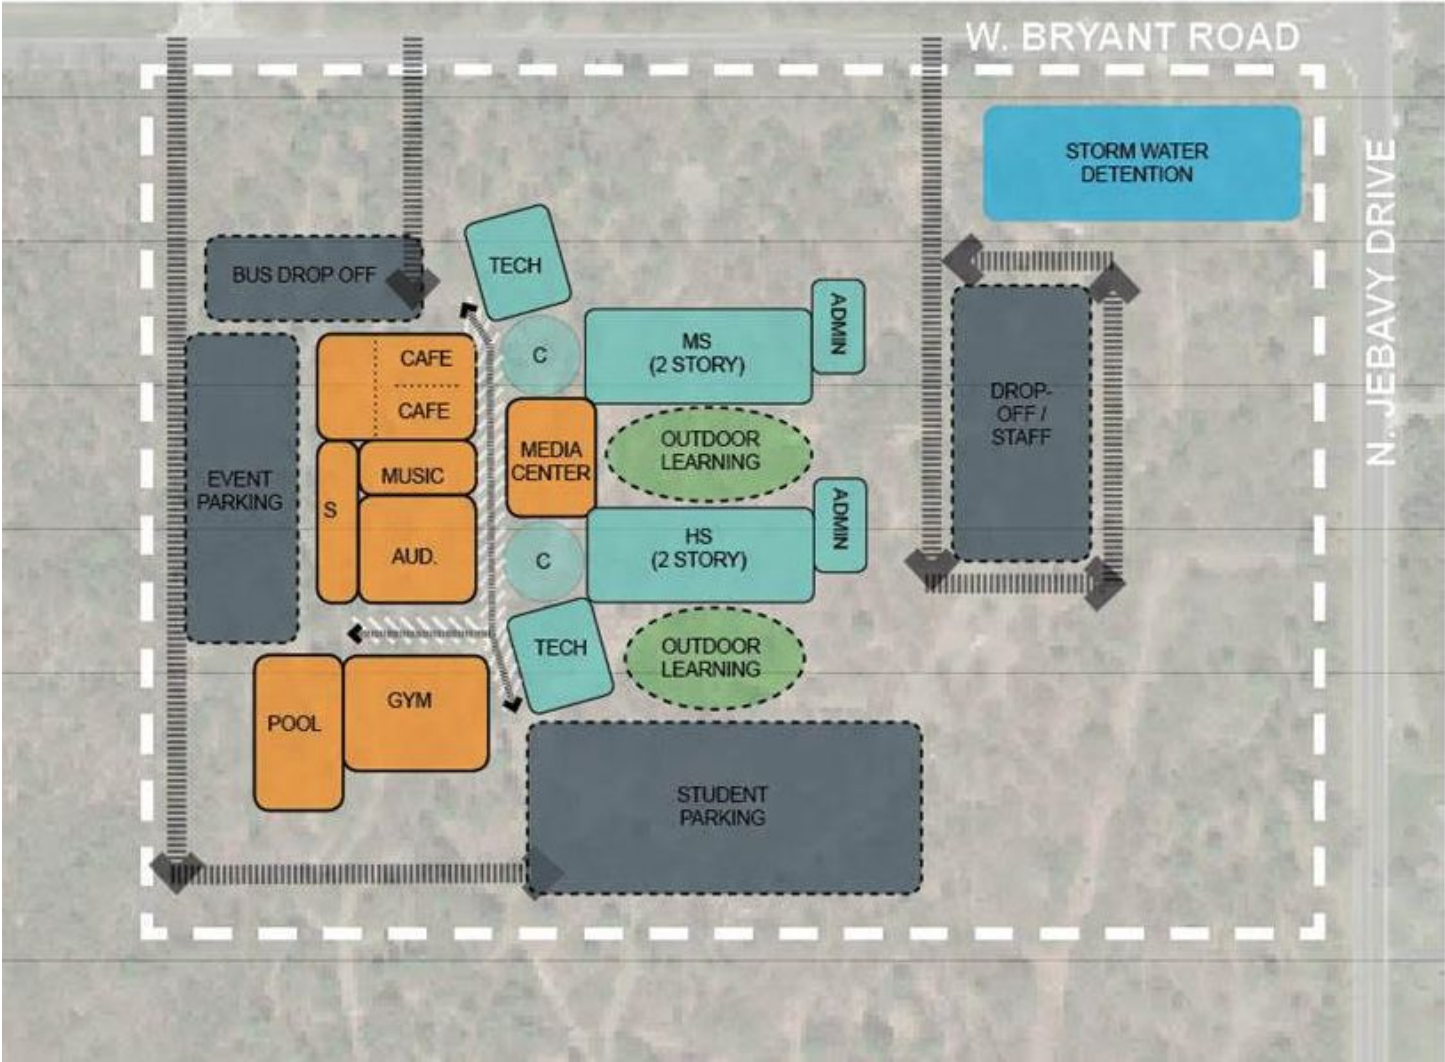 W. BRYANT ROAD
STORM WATER
DETENTION
N. JEBAVY DRIVE
TECH
BUS DROP OFF
ADMIN
MS
(2 STORY)
C
CAFE
CAFE
DROP-
OFF /
STAFF
OUTDOOR
LEARNING
MEDIA
CENTER
MUSIC
EVENT
PARKING
S
ADMIN
HS
(2 STORY)
AUD.
C
TECH
OUTDOOR
LEARNING
GYM
POOL
STUDENT
PARKING